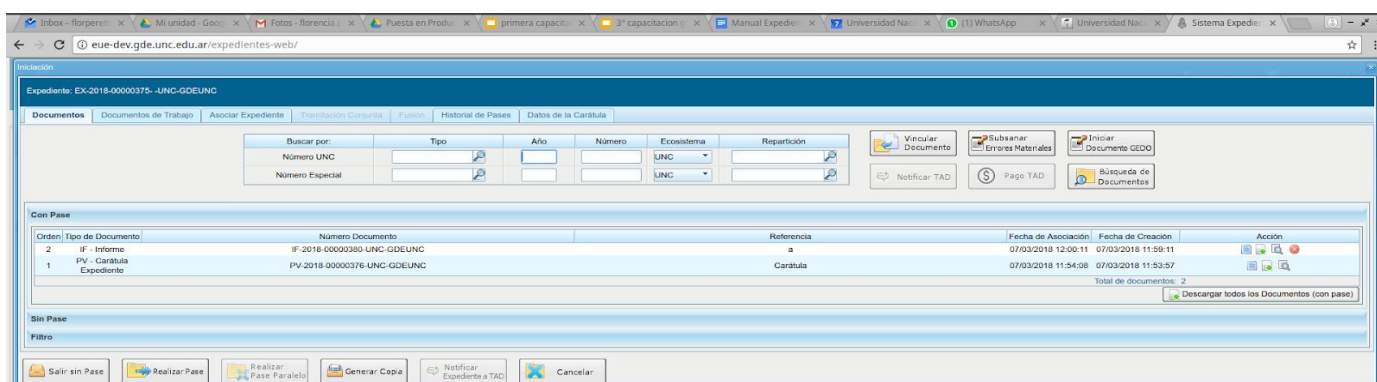 Inbox - florperet
Mi unidad - Goog
Fotos - florencia
Puesta en Produc
primera capacita
3° capacitacion
Manual Expedien
Universidad Nac
(1) WhatsApp
Universidad Nac
Sistema Expedien
eue-dev.gde.unc.edu.ar/expedientes-web/
Iniciación
Expediente: EX-2018-00000375- -UNC-GDEUNC
Documentos Documentos de Trabajo Asociar Expediente Tramitación Conjunta Fusión Historial de Pases Datos de la Carátula
Buscar por: Tipo Año Número Ecosistema Repartición
Número UNC UNC
Número Especial UNC
Vincular Documento
Subsanar Errores Materiales
Iniciar Documento GEDO
Notificar TAD
Pago TAD
Búsqueda de Documentos
Con Pase
Orden Tipo de Documento Número Documento Referencia Fecha de Asociación Fecha de Creación Acción
2 IF - Informe IF-2018-00000380-UNC-GDEUNC a 07/03/2018 12:00:11 07/03/2018 11:59:11
1 PV - Carátula Expediente PV-2018-00000376-UNC-GDEUNC Carátula 07/03/2018 11:54:08 07/03/2018 11:53:57
Total de documentos: 2
Descargar todos los Documentos (con pase)
Sin Pase
Filtro
Salir sin Pase
Realizar Pase
Realizar Pase Paralelo
Generar Copia
Notificar Expediente a TAD
Cancelar